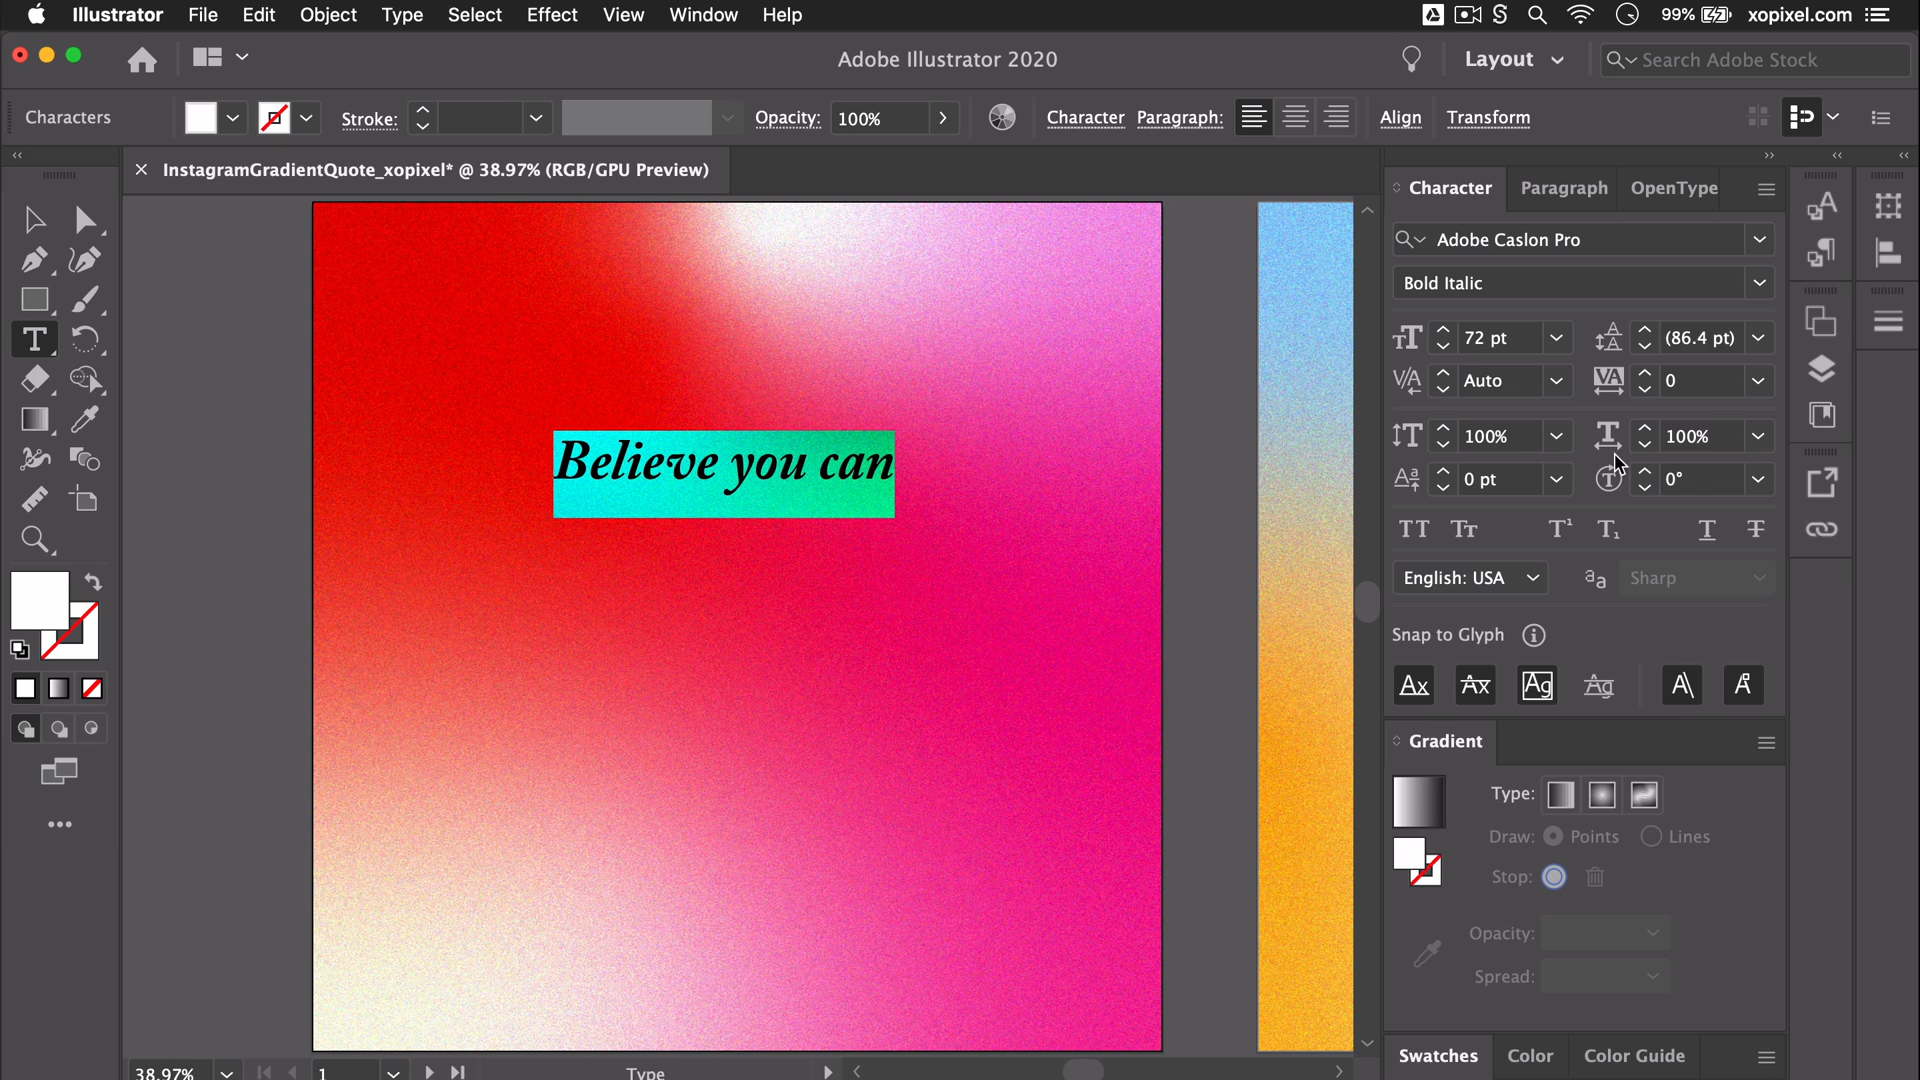 Illustrator File Edit Object Type Select Effect View Window Help 99% xopixel.com
Adobe Illustrator 2020 Layout Search Adobe Stock
Characters Stroke: Opacity: 100% Character Paragraph: Align Transform
InstagramGradientQuote_xopixel* @ 38.97% (RGB/GPU Preview)
Believe you can
38.97% 1 Type
Character Paragraph OpenType
Adobe Caslon Pro
Bold Italic
72 pt (86.4 pt)
Auto 0
100% 100%
0 pt 0°
English: USA Sharp
Snap to Glyph
Gradient
Type:
Draw: Points Lines
Stop:
Opacity:
Spread:
Swatches Color Color Guide